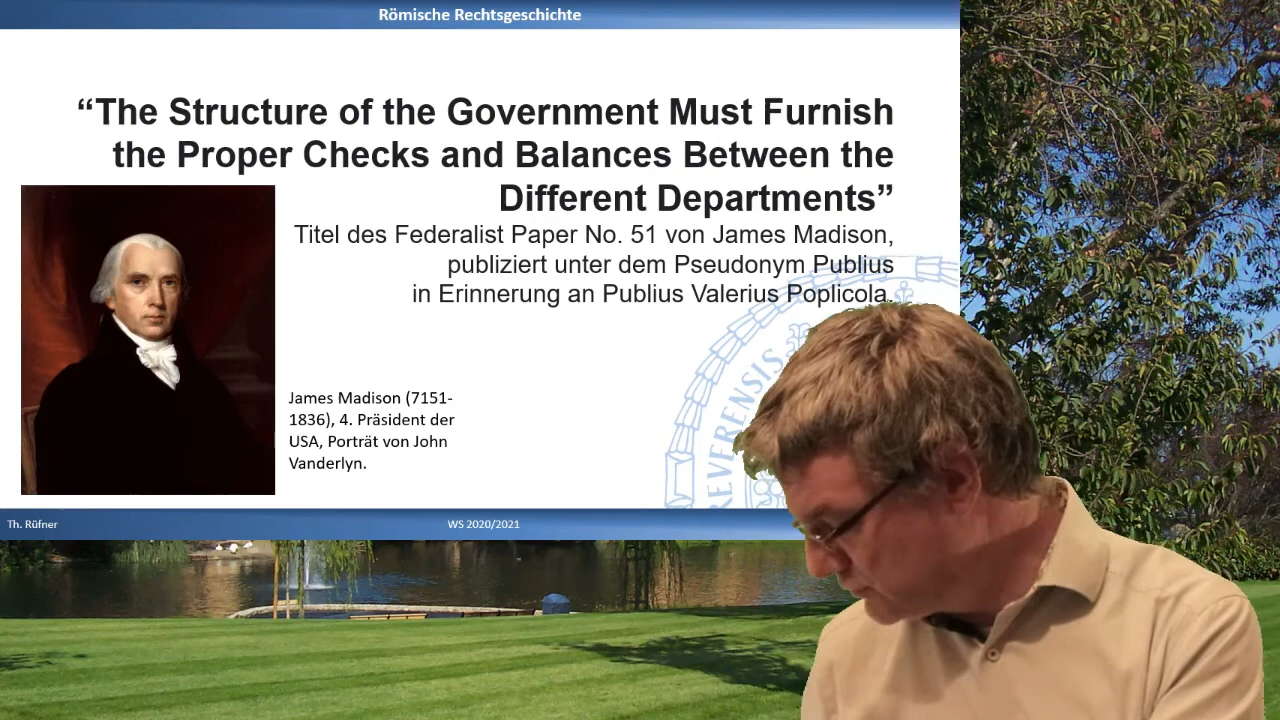 Römische Rechtsgeschichte
“The Structure of the Government Must Furnish
the Proper Checks and Balances Between the
Different Departments”
Titel des Federalist Paper No. 51 von James Madison,
publiziert unter dem Pseudonym Publius
in Erinnerung an Publius Valerius Poplicola.
James Madison (7151-
1836), 4. Präsident der
USA, Porträt von John
Vanderlyn.
Th. Rüfner
WS 2020/2021